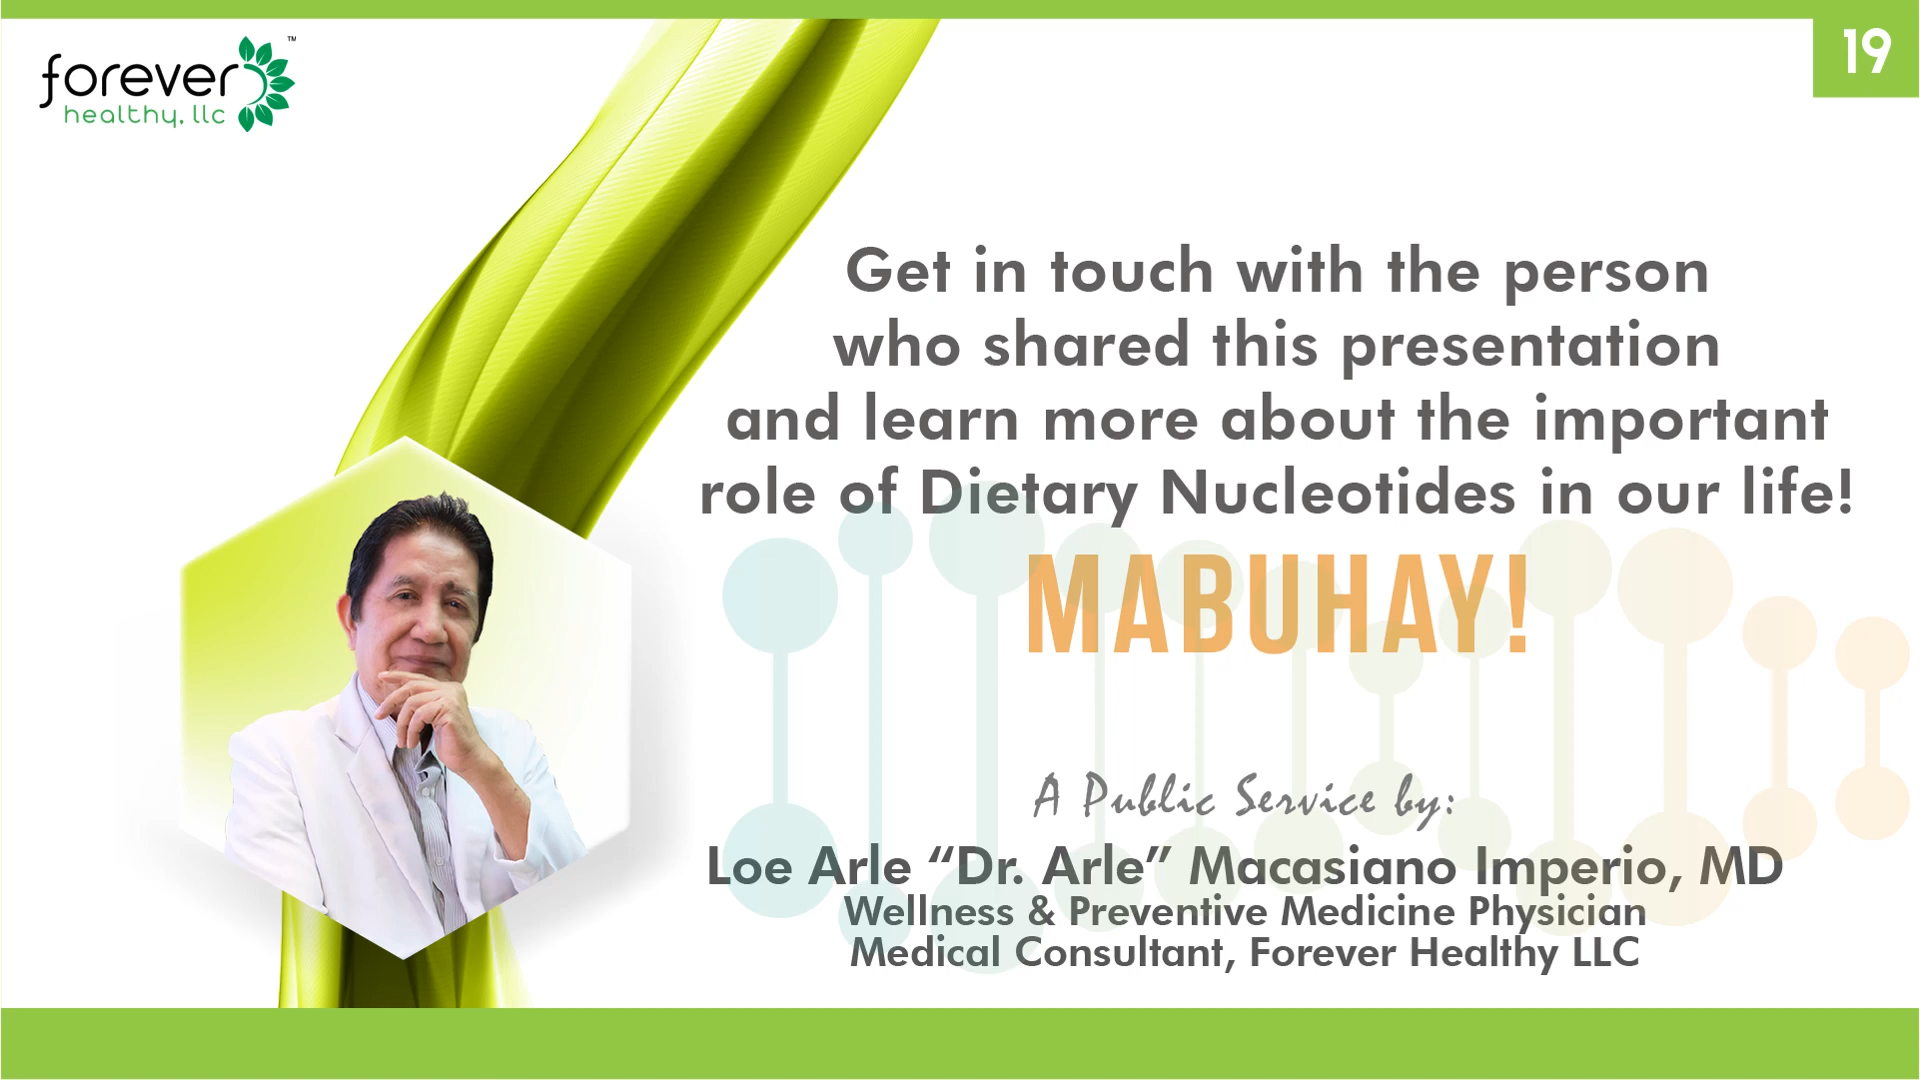 forever™
healthy, llc
19
Get in touch with the person
who shared this presentation
and learn more about the important
role of Dietary Nucleotides in our life!
MABUHAY!
A Public Service by:
Loe Arle “Dr. Arle” Macasiano Imperio, MD
Wellness & Preventive Medicine Physician
Medical Consultant, Forever Healthy LLC